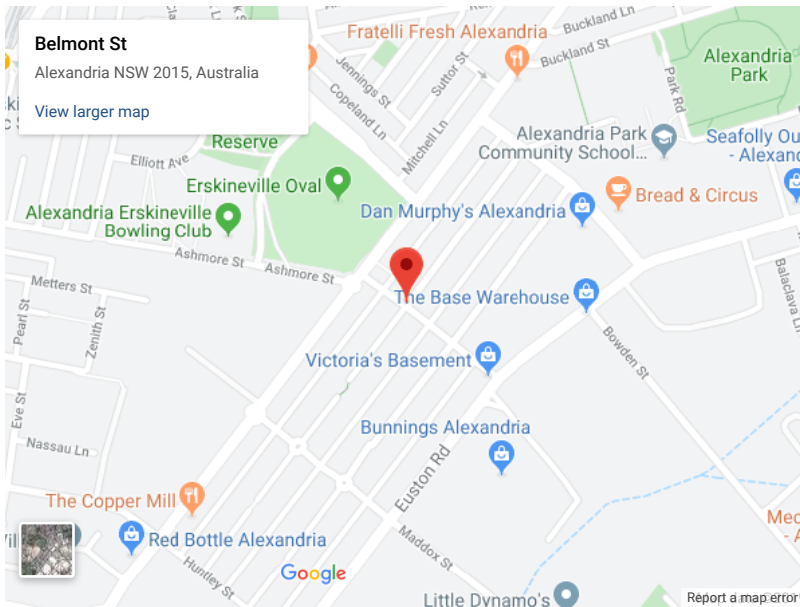 Belmont St
Alexandria NSW 2015, Australia
View larger map
Fratelli Fresh Alexandria
Buckland Ln
Buckland St
Jennings St
Suttor St
Copeland Ln
Mitchell Ln
Park Rd
Alexandria
Park
Reserve
Elliott Ave
Erskineville Oval
Alexandria Park
Community School...
Seafolly Ou
- Alexand
Bread & Circus
Dan Murphy's Alexandria
Alexandria Erskineville
Bowling Club
Ashmore St
Ashmore St
Metters St
Pearl St
Zenith St
The Base Warehouse
Balaclava Ln
Bowden St
Victoria's Basement
Eve St
Nassau Ln
Bunnings Alexandria
Euston Rd
The Copper Mill
Red Bottle Alexandria
Maddox St
Huntley St
Google
Little Dynamo's
Mec
- A
Report a map error